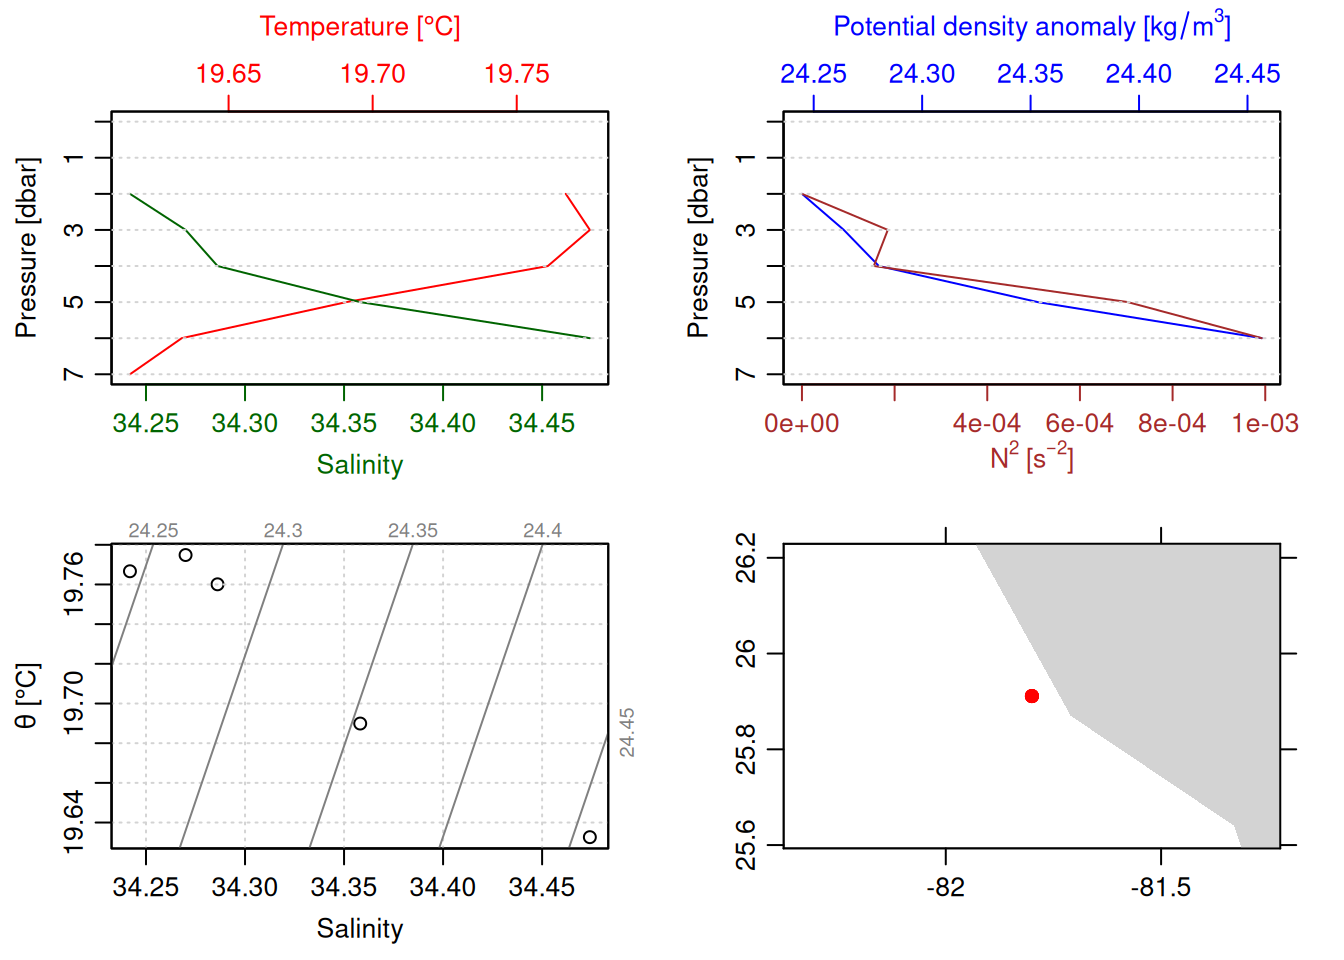 Temperature [°C]
19.65 19.70 19.75
Pressure [dbar]
1
3
5
7
34.25 34.30 34.35 34.40 34.45
Salinity
Potential density anomaly [kg/m³]
24.25 24.30 24.35 24.40 24.45
Pressure [dbar]
1
3
5
7
0e+00 4e-04 6e-04 8e-04 1e-03
N² [s⁻²]
24.25 24.3 24.35 24.4
24.45
θ [°C]
19.76
19.70
19.64
34.25 34.30 34.35 34.40 34.45
Salinity
26.2
26
25.8
25.6
-82 -81.5